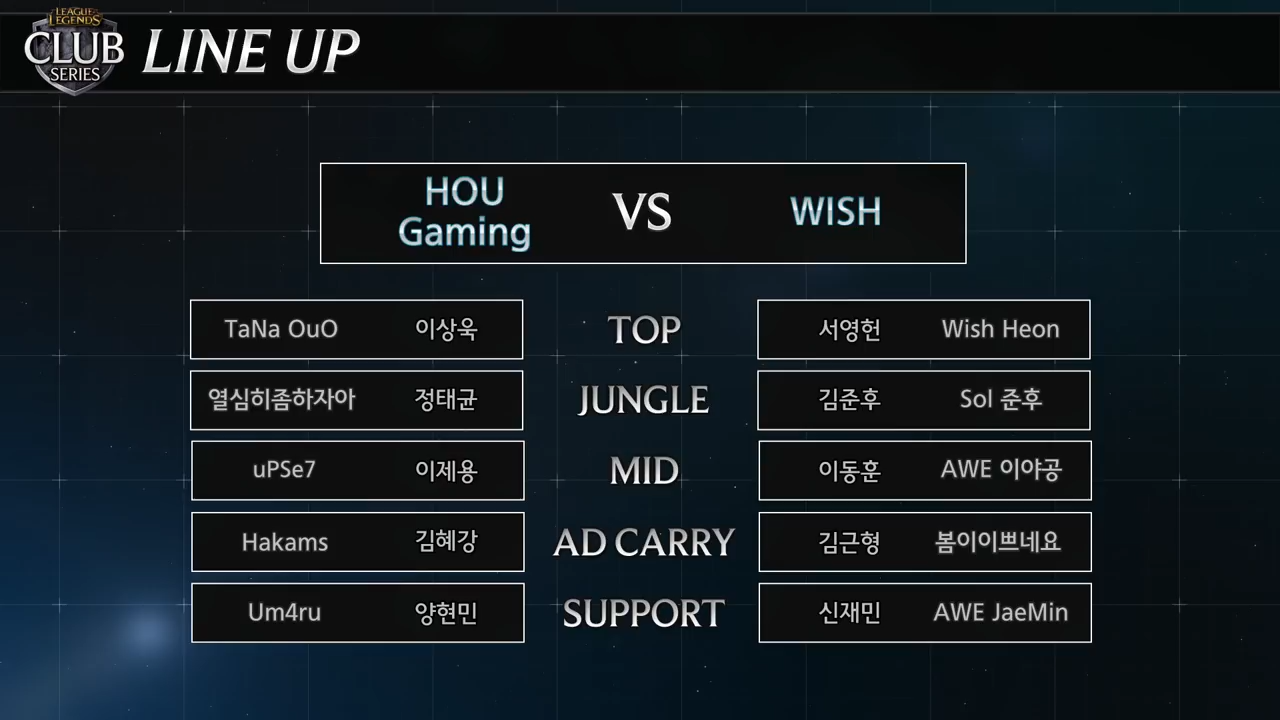 LEAGUE of LEGENDS
CLUB SERIES
LINE UP
HOU Gaming VS WISH
TaNa OuO 이상욱 TOP 서영헌 Wish Heon
열심히좀하자아 정태균 JUNGLE 김준후 Sol 준후
uPSe7 이제용 MID 이동훈 AWE 이야공
Hakams 김혜강 AD CARRY 김근형 봄이이쁘네요
Um4ru 양현민 SUPPORT 신재민 AWE JaeMin